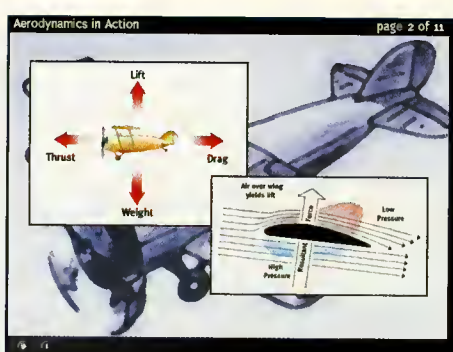 Aerodynamics in Action
page 2 of 11
Lift
Thrust
Drag
Weight
Air over wing
yields lift
Force
Low
Pressure
High
Pressure
Resultant